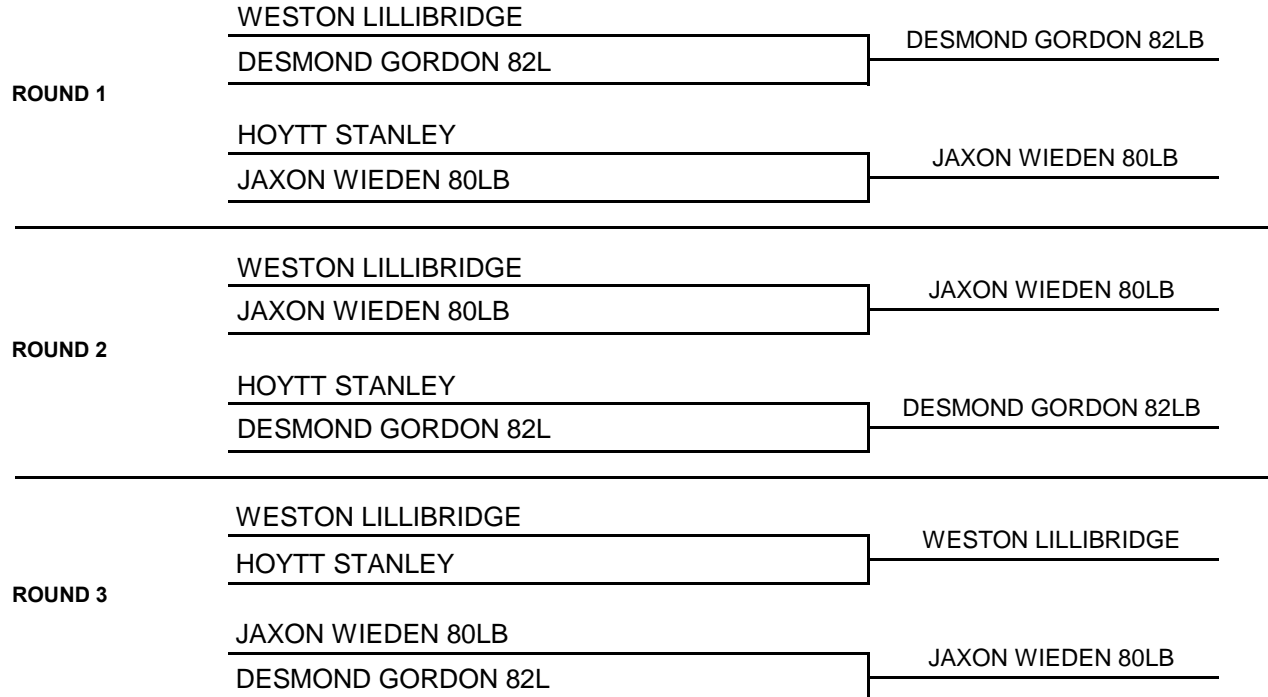 WESTON LILLIBRIDGE
DESMOND GORDON 82LB
DESMOND GORDON 82L
ROUND 1
HOYTT STANLEY
JAXON WIEDEN 80LB
JAXON WIEDEN 80LB
WESTON LILLIBRIDGE
JAXON WIEDEN 80LB
JAXON WIEDEN 80LB
ROUND 2
HOYTT STANLEY
DESMOND GORDON 82LB
DESMOND GORDON 82L
WESTON LILLIBRIDGE
WESTON LILLIBRIDGE
HOYTT STANLEY
ROUND 3
JAXON WIEDEN 80LB
JAXON WIEDEN 80LB
DESMOND GORDON 82L